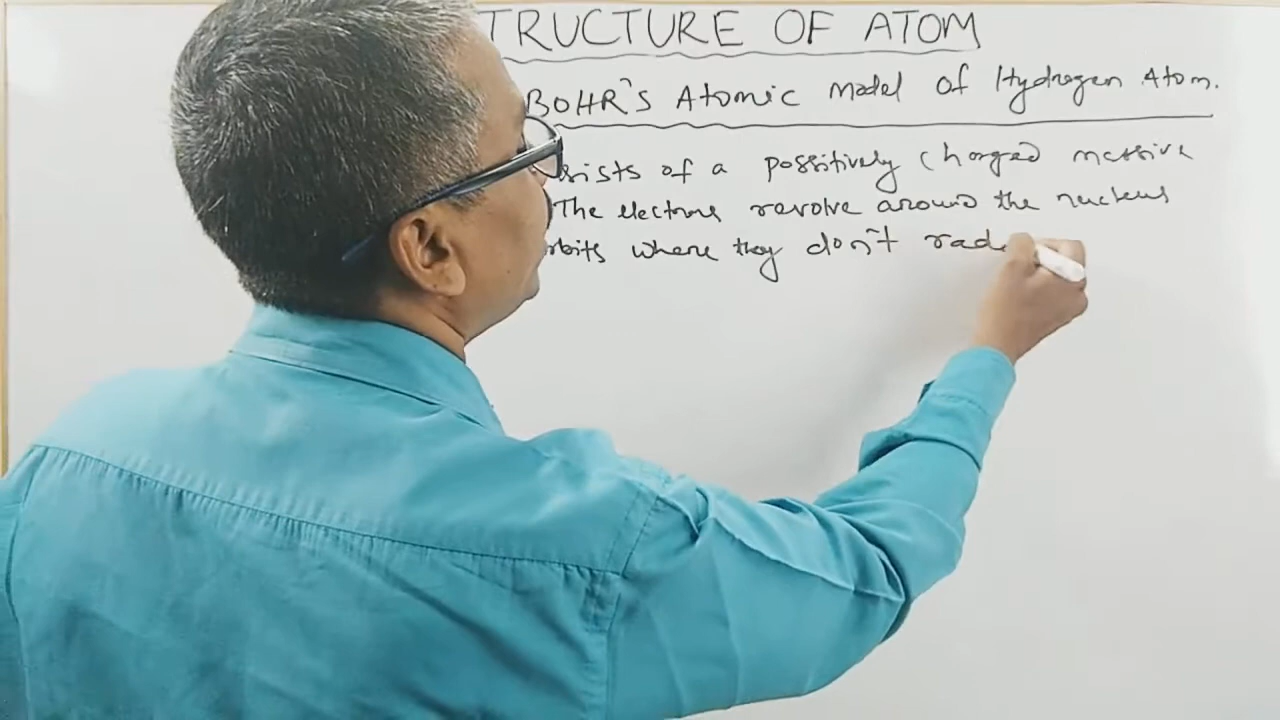 TRUCTURE OF ATOM
BOHR'S Atomic Model of Hydrogen Atom.
sists of a possitively charged massive
The electrons revolve around the nucleus
rbits where they don't rad